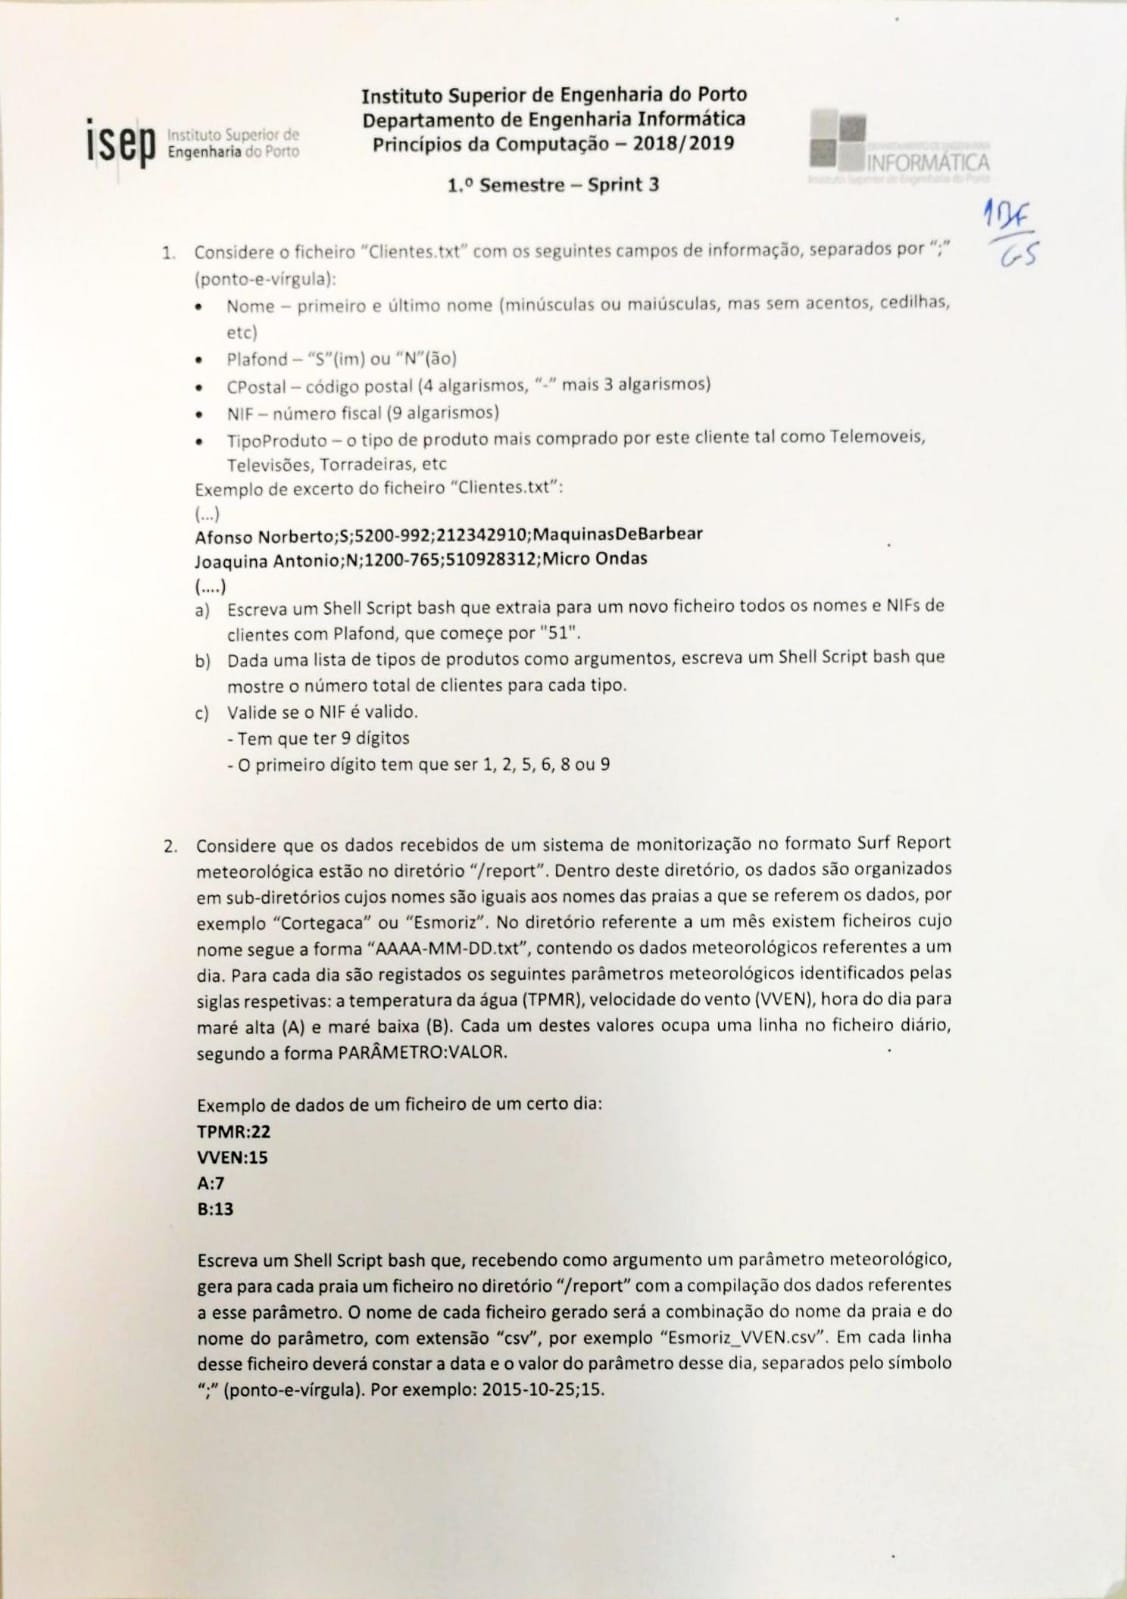 isep Instituto Superior de
Engenharia do Porto
Instituto Superior de Engenharia do Porto
Departamento de Engenharia Informática
Princípios da Computação – 2018/2019
1.º Semestre – Sprint 3
DEPARTAMENTO DE ENGENHARIA
INFORMÁTICA
Instituto Superior de Engenharia do Porto
1DF
GS
1. Considere o ficheiro “Clientes.txt” com os seguintes campos de informação, separados por “;”
(ponto-e-vírgula):
• Nome – primeiro e último nome (minúsculas ou maiúsculas, mas sem acentos, cedilhas,
etc)
• Plafond – “S”(im) ou “N”(ão)
• CPostal – código postal (4 algarismos, “-” mais 3 algarismos)
• NIF – número fiscal (9 algarismos)
• TipoProduto – o tipo de produto mais comprado por este cliente tal como Telemoveis,
Televisões, Torradeiras, etc
Exemplo de excerto do ficheiro “Clientes.txt”:
(...)
Afonso Norberto;S;5200-992;212342910;MaquinasDeBarbear
Joaquina Antonio;N;1200-765;510928312;Micro Ondas
(....)
a) Escreva um Shell Script bash que extraia para um novo ficheiro todos os nomes e NIFs de
clientes com Plafond, que começe por "51".
b) Dada uma lista de tipos de produtos como argumentos, escreva um Shell Script bash que
mostre o número total de clientes para cada tipo.
c) Valide se o NIF é valido.
- Tem que ter 9 dígitos
- O primeiro dígito tem que ser 1, 2, 5, 6, 8 ou 9
2. Considere que os dados recebidos de um sistema de monitorização no formato Surf Report
meteorológica estão no diretório “/report”. Dentro deste diretório, os dados são organizados
em sub-diretórios cujos nomes são iguais aos nomes das praias a que se referem os dados, por
exemplo “Cortegaca” ou “Esmoriz”. No diretório referente a um mês existem ficheiros cujo
nome segue a forma “AAAA-MM-DD.txt”, contendo os dados meteorológicos referentes a um
dia. Para cada dia são registados os seguintes parâmetros meteorológicos identificados pelas
siglas respetivas: a temperatura da água (TPMR), velocidade do vento (VVEN), hora do dia para
maré alta (A) e maré baixa (B). Cada um destes valores ocupa uma linha no ficheiro diário,
segundo a forma PARÂMETRO:VALOR.
Exemplo de dados de um ficheiro de um certo dia:
TPMR:22
VVEN:15
A:7
B:13
Escreva um Shell Script bash que, recebendo como argumento um parâmetro meteorológico,
gera para cada praia um ficheiro no diretório “/report” com a compilação dos dados referentes
a esse parâmetro. O nome de cada ficheiro gerado será a combinação do nome da praia e do
nome do parâmetro, com extensão “csv”, por exemplo “Esmoriz_VVEN.csv”. Em cada linha
desse ficheiro deverá constar a data e o valor do parâmetro desse dia, separados pelo símbolo
“;” (ponto-e-vírgula). Por exemplo: 2015-10-25;15.